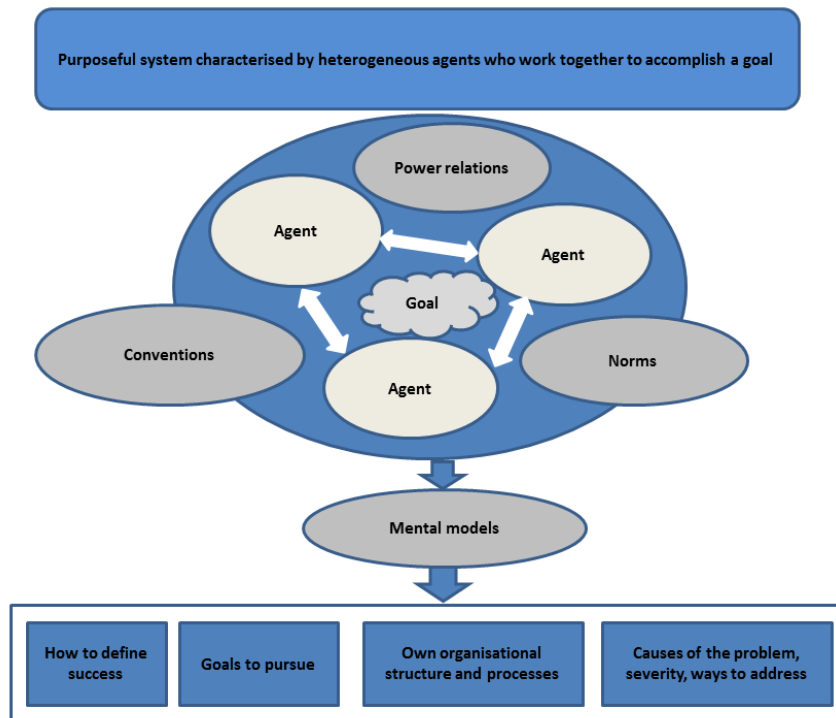 Purposeful system characterised by heterogeneous agents who work together to accomplish a goal
Power relations
Agent
Agent
Goal
Conventions
Norms
Agent
Mental models
How to define
success
Goals to pursue
Own organisational
structure and processes
Causes of the problem,
severity, ways to address